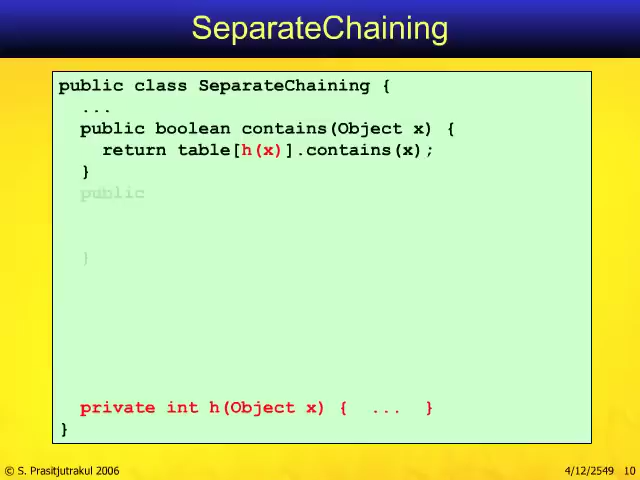 SeparateChaining
public class SeparateChaining {
...
public boolean contains(Object x) {
return table[h(x)].contains(x);
}
public
}
private int h(Object x) { ... }
}
© S. Prasitjutrakul 2006
4/12/2549 10